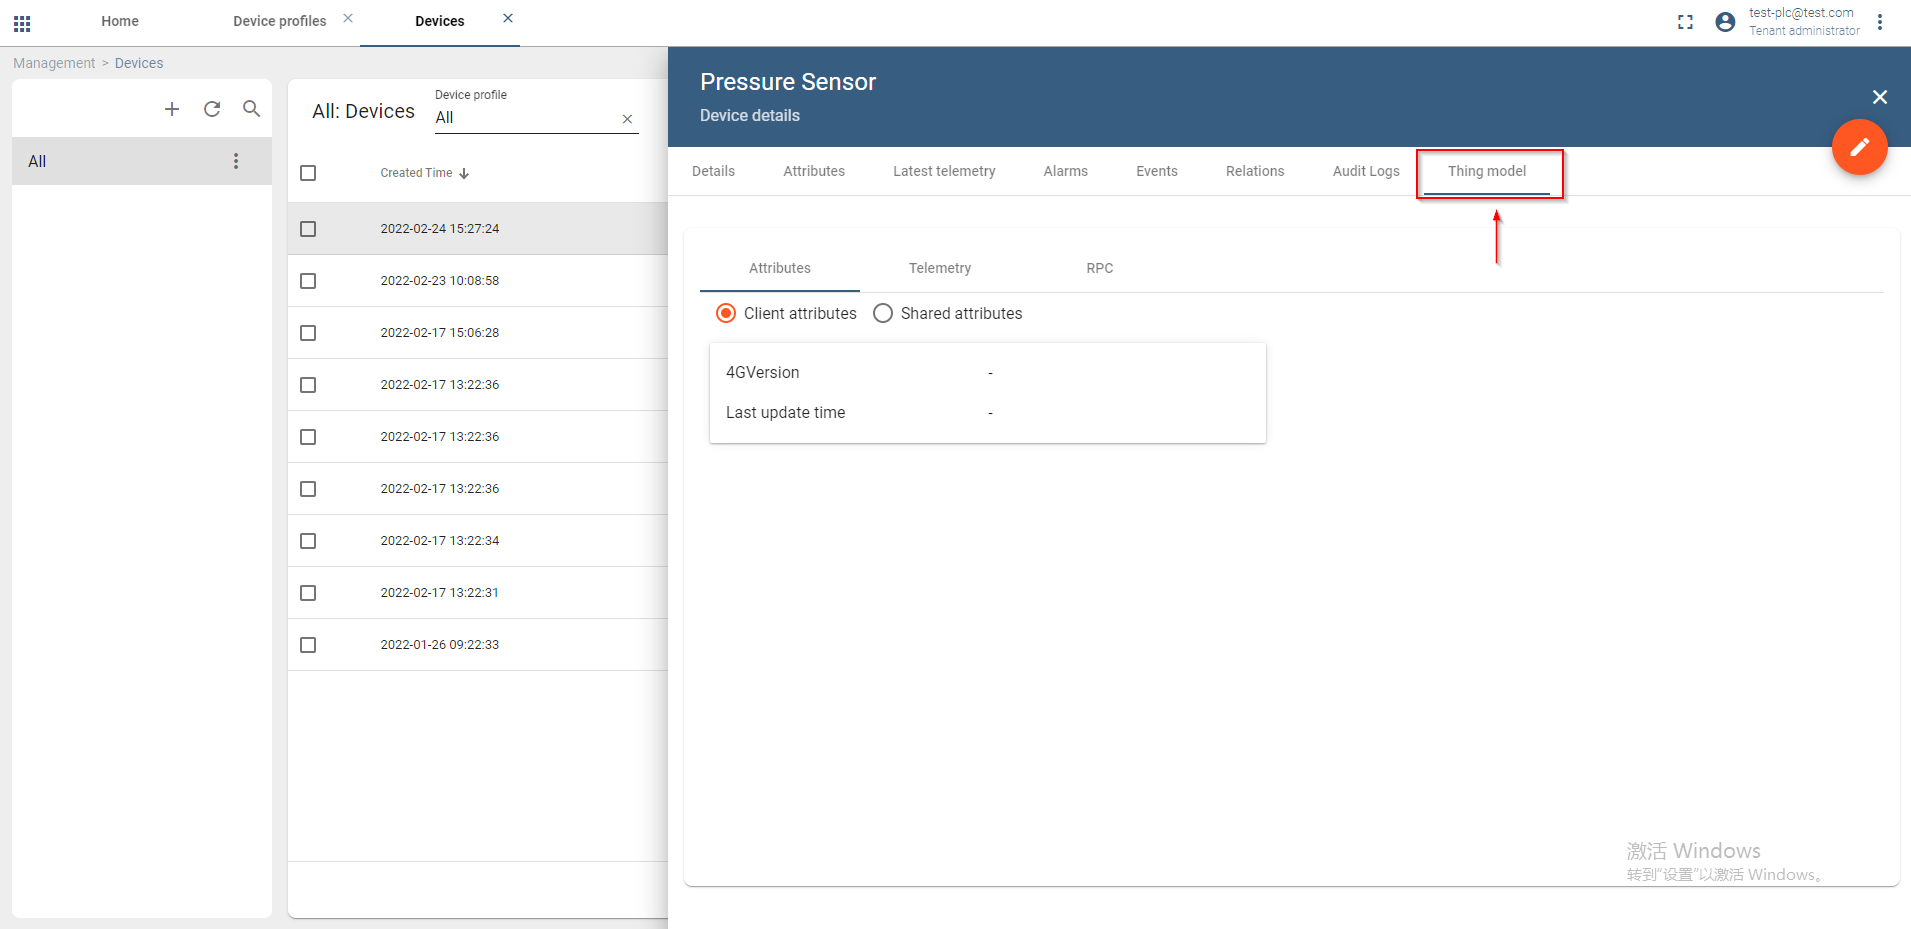 Home
Device profiles
Devices
test-plc@test.com
Tenant administrator
Management > Devices
All
All: Devices
Device profile
All
Created Time
2022-02-24 15:27:24
2022-02-23 10:08:58
2022-02-17 15:06:28
2022-02-17 13:22:36
2022-02-17 13:22:36
2022-02-17 13:22:36
2022-02-17 13:22:34
2022-02-17 13:22:31
2022-01-26 09:22:33
Pressure Sensor
Device details
Details
Attributes
Latest telemetry
Alarms
Events
Relations
Audit Logs
Thing model
Attributes
Telemetry
RPC
Client attributes
Shared attributes
4GVersion -
Last update time -
激活 Windows
转到“设置”以激活 Windows。